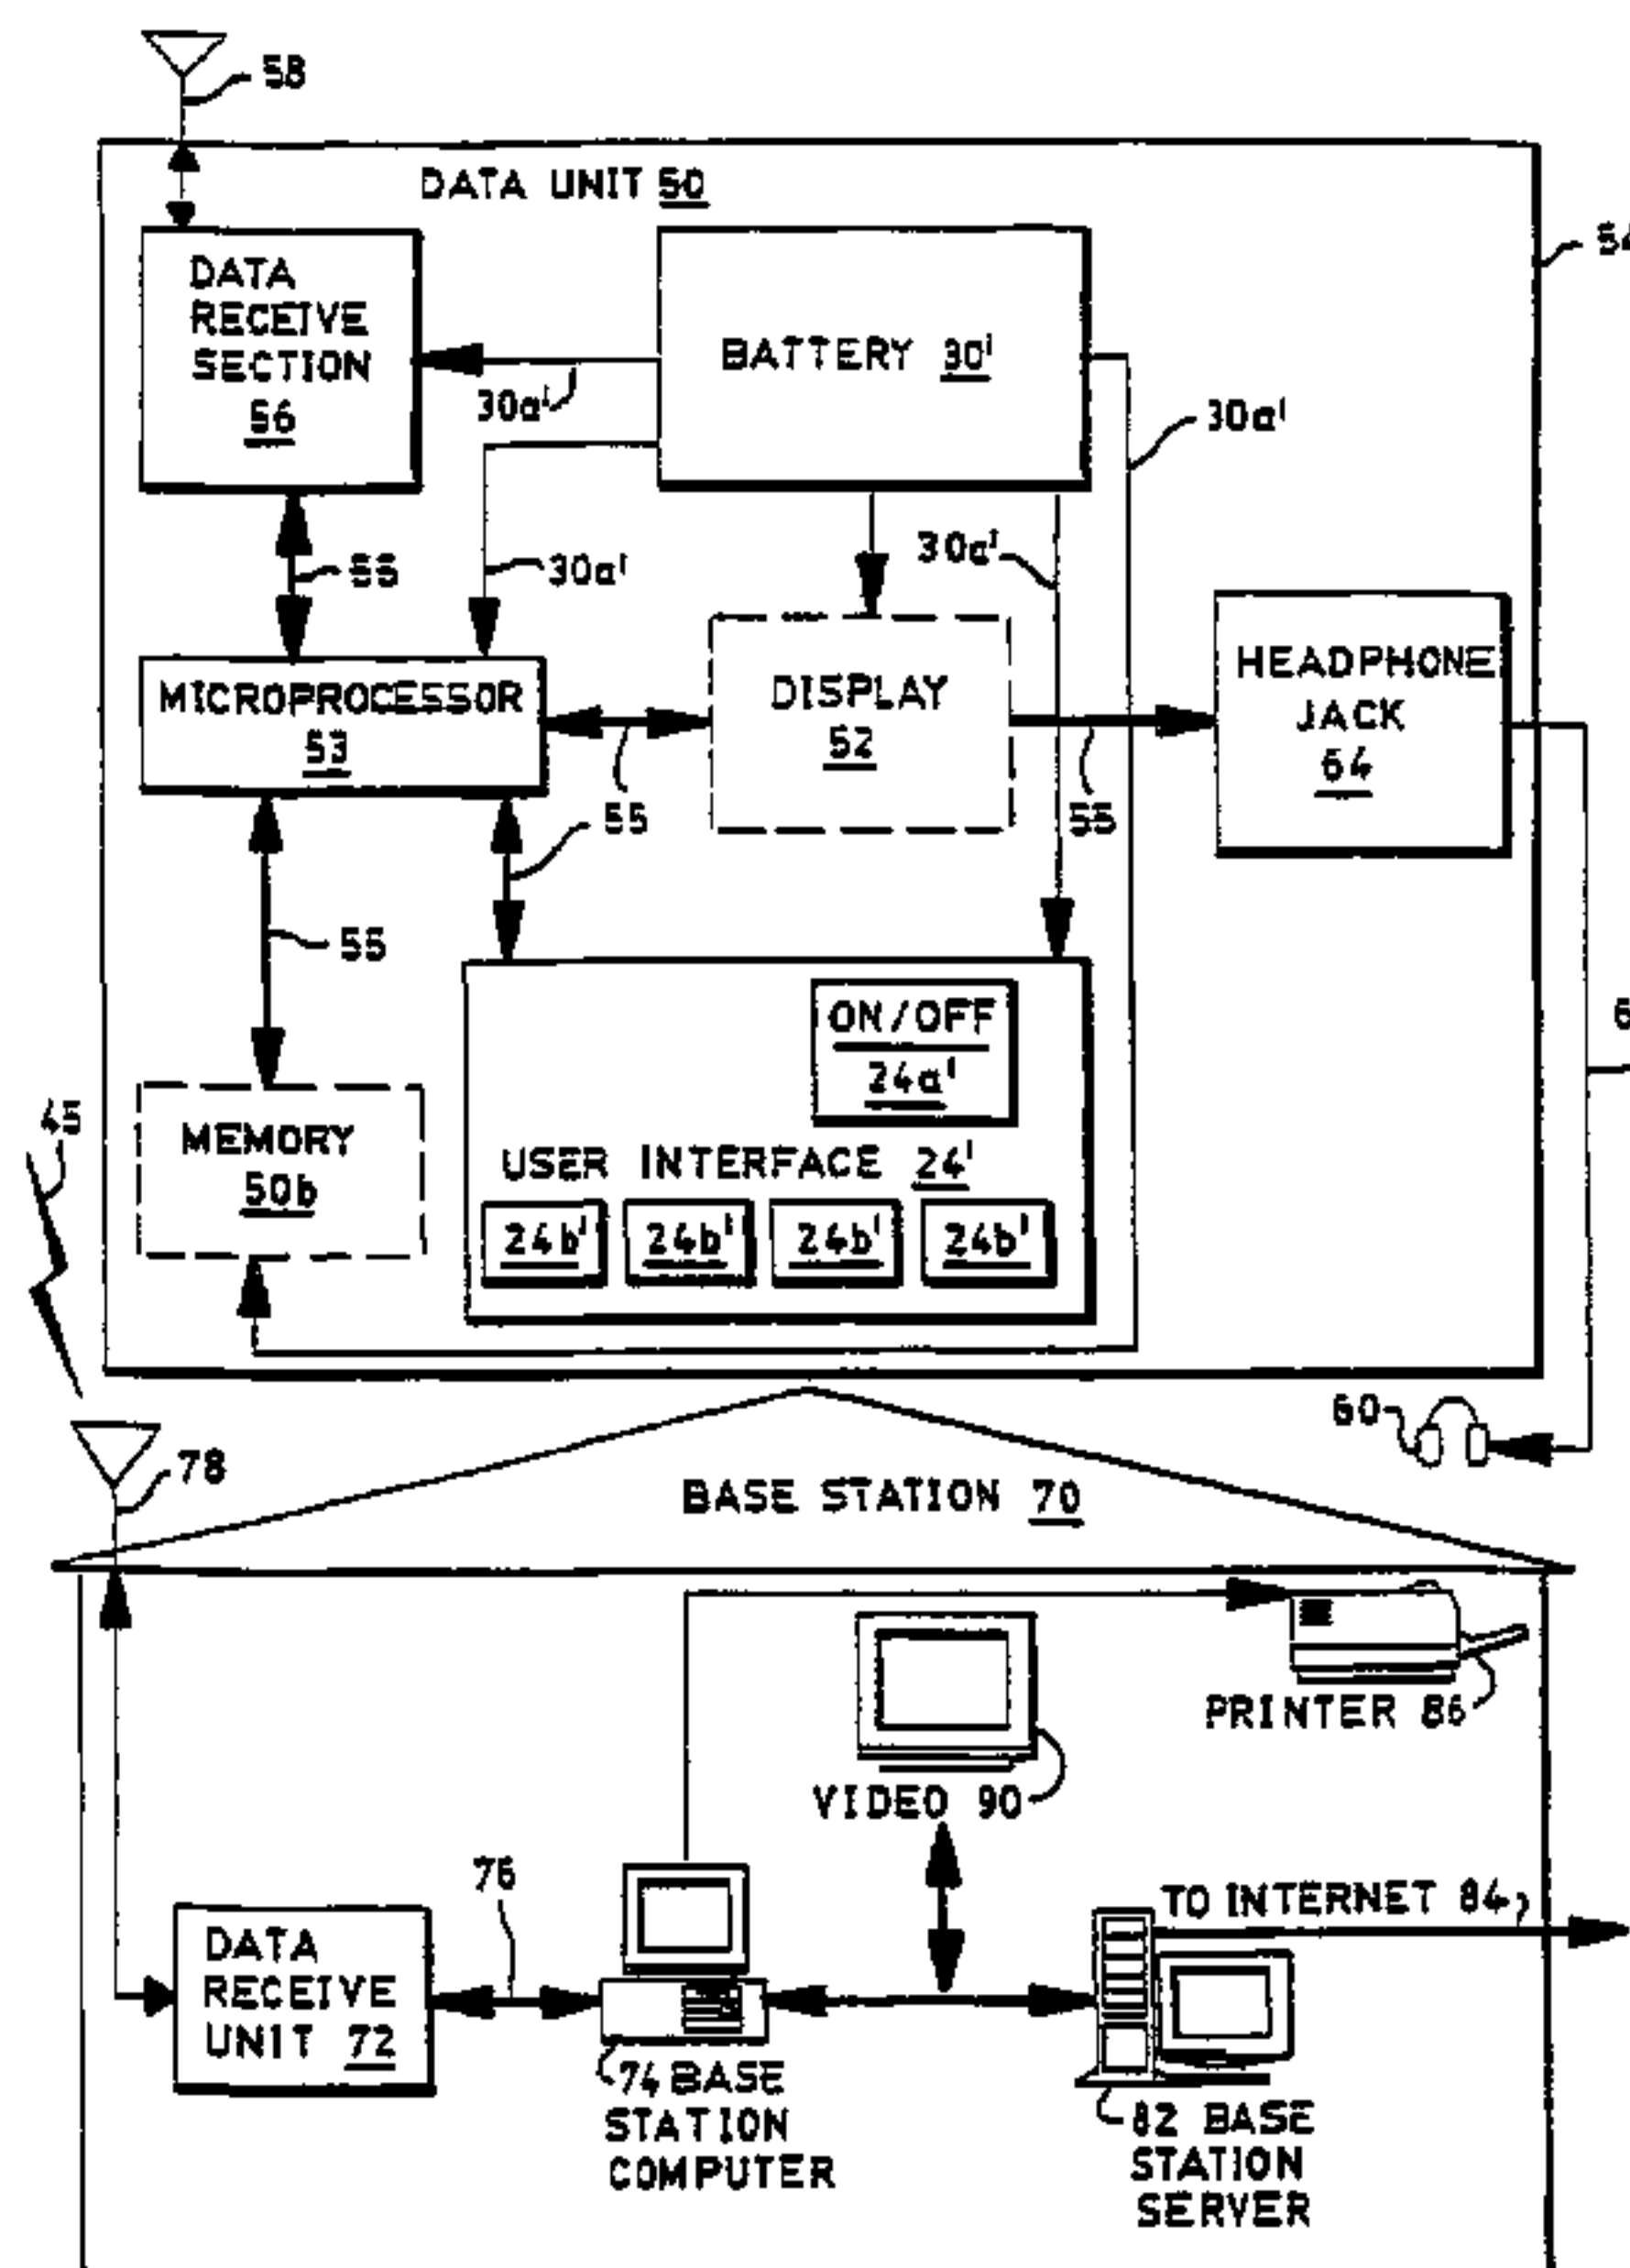 58
DATA UNIT 50
DATA
RECEIVE
SECTION
56
BATTERY 30'
30a'
30a'
55
30a'
30a'
MICROPROCESSOR
53
DISPLAY
52
HEADPHONE
JACK
64
55
55
55
55
ON/OFF
24a'
45
MEMORY
50b
USER INTERFACE 24'
24b' 24b' 24b' 24b'
60
78
BASE STATION 70
PRINTER 86
VIDEO 90
76
TO INTERNET 84
DATA
RECEIVE
UNIT 72
74 BASE
STATION
COMPUTER
82 BASE
STATION
SERVER